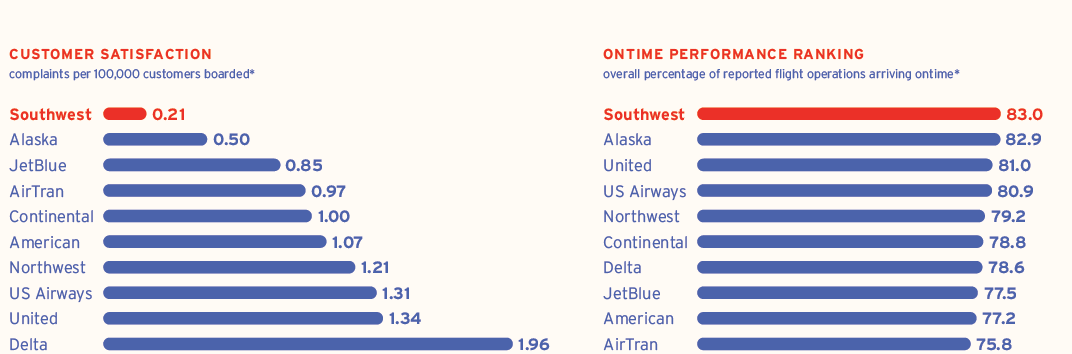 CUSTOMER SATISFACTION
complaints per 100,000 customers boarded*
Southwest 0.21
Alaska 0.50
JetBlue 0.85
AirTran 0.97
Continental 1.00
American 1.07
Northwest 1.21
US Airways 1.31
United 1.34
Delta 1.96
ONTIME PERFORMANCE RANKING
overall percentage of reported flight operations arriving ontime*
Southwest 83.0
Alaska 82.9
United 81.0
US Airways 80.9
Northwest 79.2
Continental 78.8
Delta 78.6
JetBlue 77.5
American 77.2
AirTran 75.8